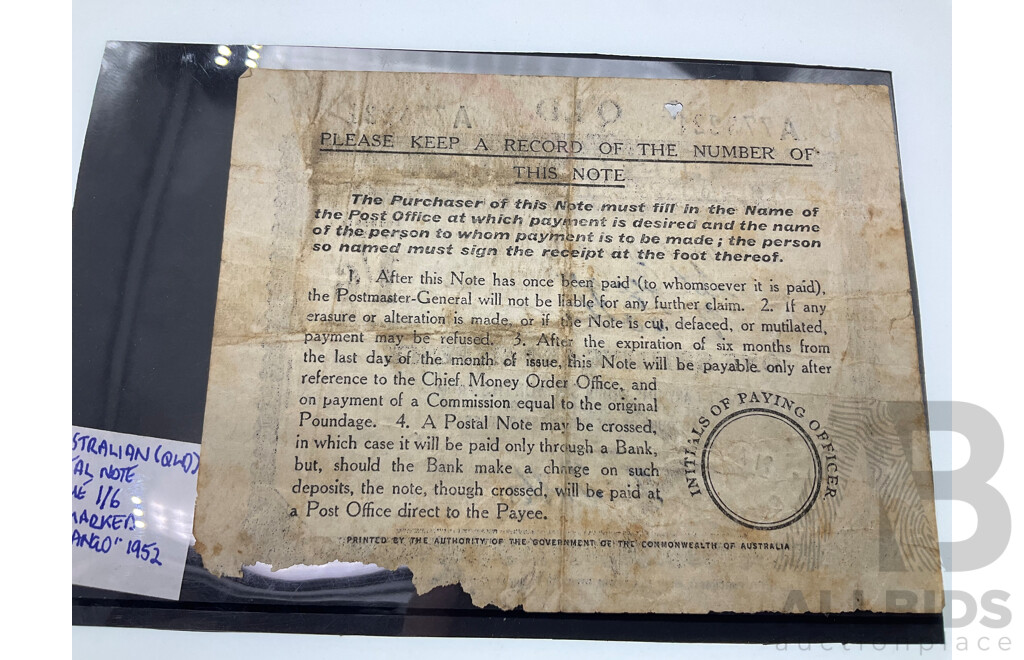 PLEASE KEEP A RECORD OF THE NUMBER OF
THIS NOTE
The Purchaser of this Note must fill in the Name of
the Post Office at which payment is desired and the name
of the person to whom payment is to be made; the person
so named must sign the receipt at the foot thereof.
1. After this Note has once been paid (to whomsoever it is paid),
the Postmaster-General will not be liable for any further claim. 2. If any
erasure or alteration is made, or if the Note is cut, defaced, or mutilated,
payment may be refused. 3. After the expiration of six months from
the last day of the month of issue, this Note will be payable only after
reference to the Chief Money Order Office, and
on payment of a Commission equal to the original
Poundage. 4. A Postal Note may be crossed,
in which case it will be paid only through a Bank,
but, should the Bank make a charge on such
deposits, the note, though crossed, will be paid at
a Post Office direct to the Payee.
INITIALS OF PAYING OFFICER
PRINTED BY THE AUTHORITY OF THE GOVERNMENT OF THE COMMONWEALTH OF AUSTRALIA
STRALIAN (QLD)
TAL NOTE
1/6
MARKED
ANGO" 1952
B
ALLBIDS
auctionplace